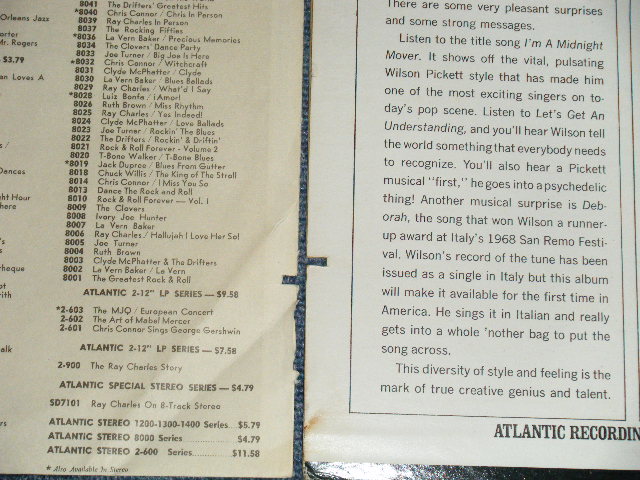 Orleans Jazz
orter
Mr. Rogers
$3.79
an Loves A
Dances
ht Hour
here
theque
ot
with
alk
ers
8041 The Drifters' Greatest Hits
*8040 Chris Connor / Chris In Person
8039 Ray Charles In Person
8037 The Rocking Fifties
*8036 La Vern Baker / Precious Memories
8034 The Clovers' Dance Party
8033 Joe Turner / Big Joe Is Here
*8032 Chris Connor / Witchcraft
8031 Clyde McPhatter / Clyde
8030 La Vern Baker / Blues Ballads
8029 Ray Charles / What'd I Say
*8028 Luiz Bonfa / ¡Amor!
8026 Ruth Brown / Miss Rhythm
8025 Ray Charles / Yes Indeed!
8024 Clyde McPhatter / Love Ballads
8023 Joe Turner / Rockin' The Blues
8022 The Drifters / Rockin' & Driftin'
8021 Rock & Roll Forever - Volume 2
8020 T-Bone Walker / T-Bone Blues
*8019 Jack Dupree / Blues From Gutter
8018 Chuck Willis / The King of The Stroll
8014 Chris Connor / I Miss You So
8013 Dance The Rock and Roll
8010 Rock & Roll Forever — Vol. I
8009 The Clovers
8008 Ivory Joe Hunter
8007 La Vern Baker
8006 Ray Charles / Hallujah I Love Her So!
8005 Joe Turner
8004 Ruth Brown
8003 Clyde McPhatter & The Drifters
8002 La Vern Baker / La Vern
8001 The Greatest Rock & Roll
ATLANTIC 2-12" LP SERIES — $9.58
*2-603 The MJQ / European Concert
2-602 The Art of Mabel Mercer
2-601 Chris Connor Sings George Gershwin
ATLANTIC 2-12" LP SERIES — $7.58
2-900 The Ray Charles Story
ATLANTIC SPECIAL STEREO SERIES — $4.79
SD7101 Ray Charles On 8-Track Stereo
ATLANTIC STEREO 1200-1300-1400 Series.... $5.79
ATLANTIC STEREO 8000 Series.................. $4.79
ATLANTIC STEREO 2-600 Series................$11.58
* Also Available In Stereo
There are some very pleasant surprises
and some strong messages.
Listen to the title song I'm A Midnight
Mover. It shows off the vital, pulsating
Wilson Pickett style that has made him
one of the most exciting singers on to-
day's pop scene. Listen to Let's Get An
Understanding, and you'll hear Wilson tell
the world something that everybody needs
to recognize. You'll also hear a Pickett
musical "first," he goes into a psychedelic
thing! Another musical surprise is Deb-
orah, the song that won Wilson a runner-
up award at Italy's 1968 San Remo Festi-
val. Wilson's record of the tune has been
issued as a single in Italy but this album
will make it available for the first time in
America. He sings it in Italian and really
gets into a whole 'nother bag to put the
song across.
This diversity of style and feeling is the
mark of true creative genius and talent.
ATLANTIC RECORDIN